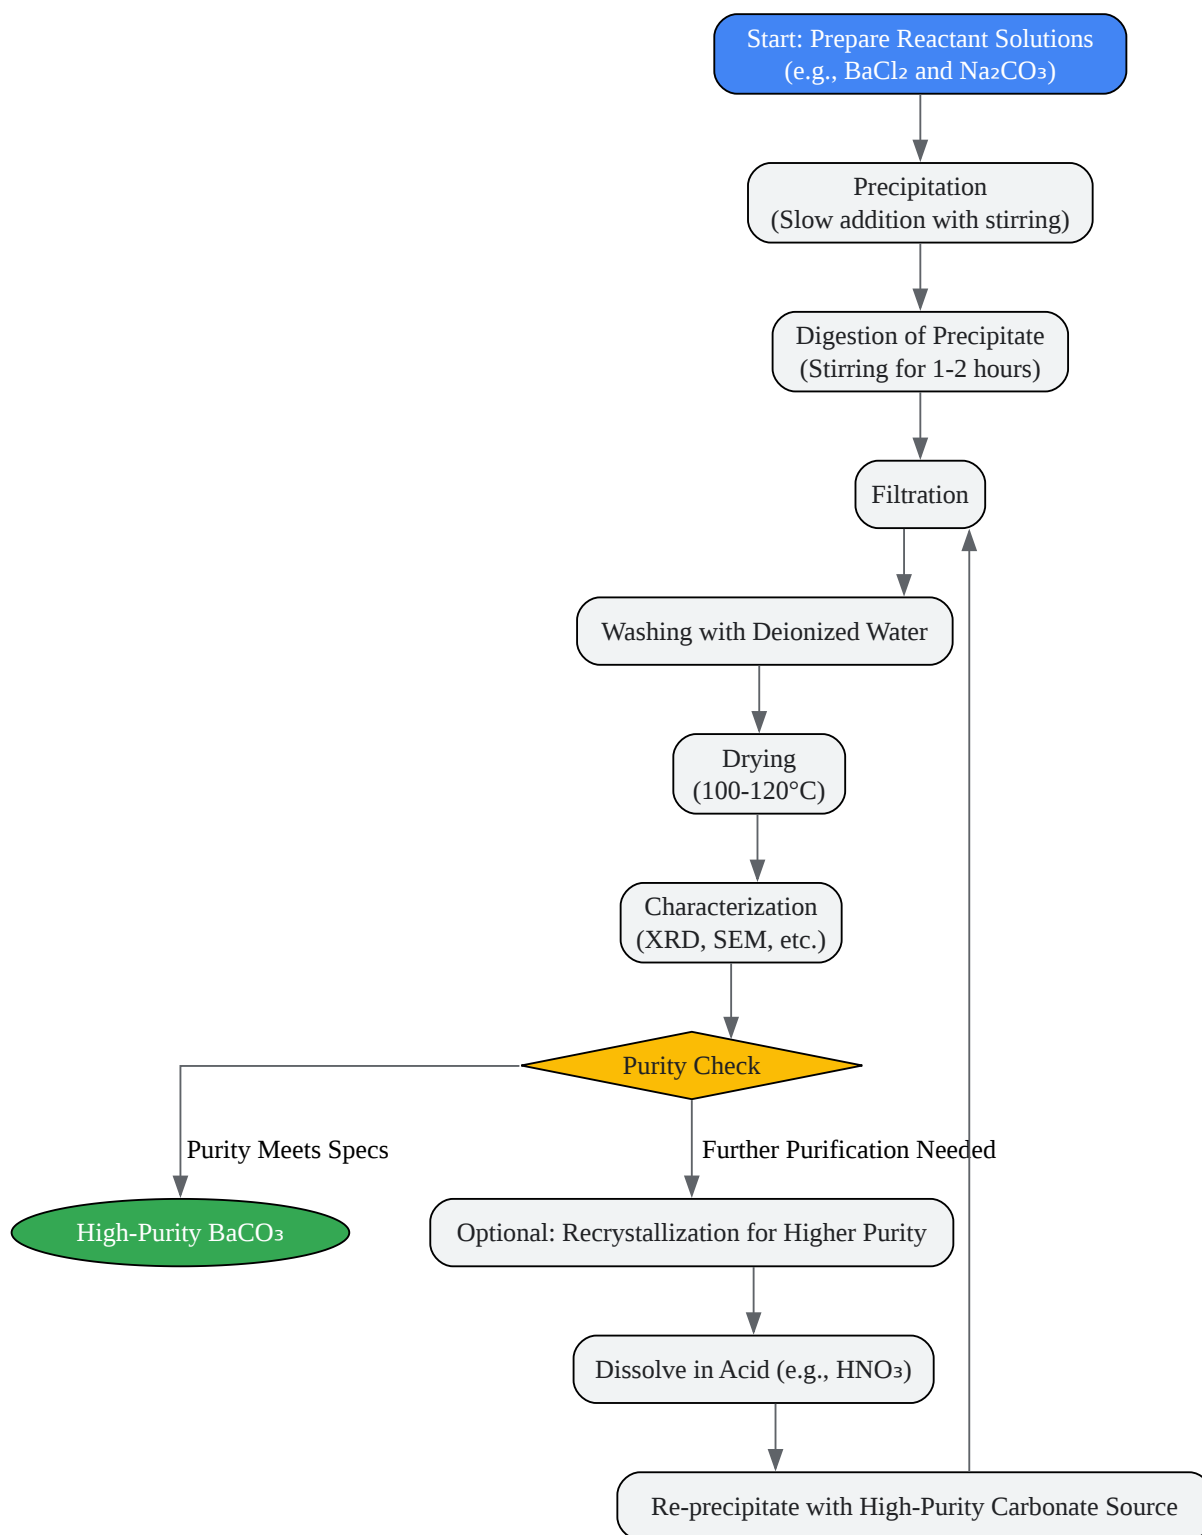 Start: Prepare Reactant Solutions
(e.g., BaCl₂ and Na₂CO₃)
Precipitation
(Slow addition with stirring)
Digestion of Precipitate
(Stirring for 1-2 hours)
Filtration
Washing with Deionized Water
Drying
(100-120°C)
Characterization
(XRD, SEM, etc.)
Purity Check
Purity Meets Specs
Further Purification Needed
High-Purity BaCO₃
Optional: Recrystallization for Higher Purity
Dissolve in Acid (e.g., HNO₃)
Re-precipitate with High-Purity Carbonate Source